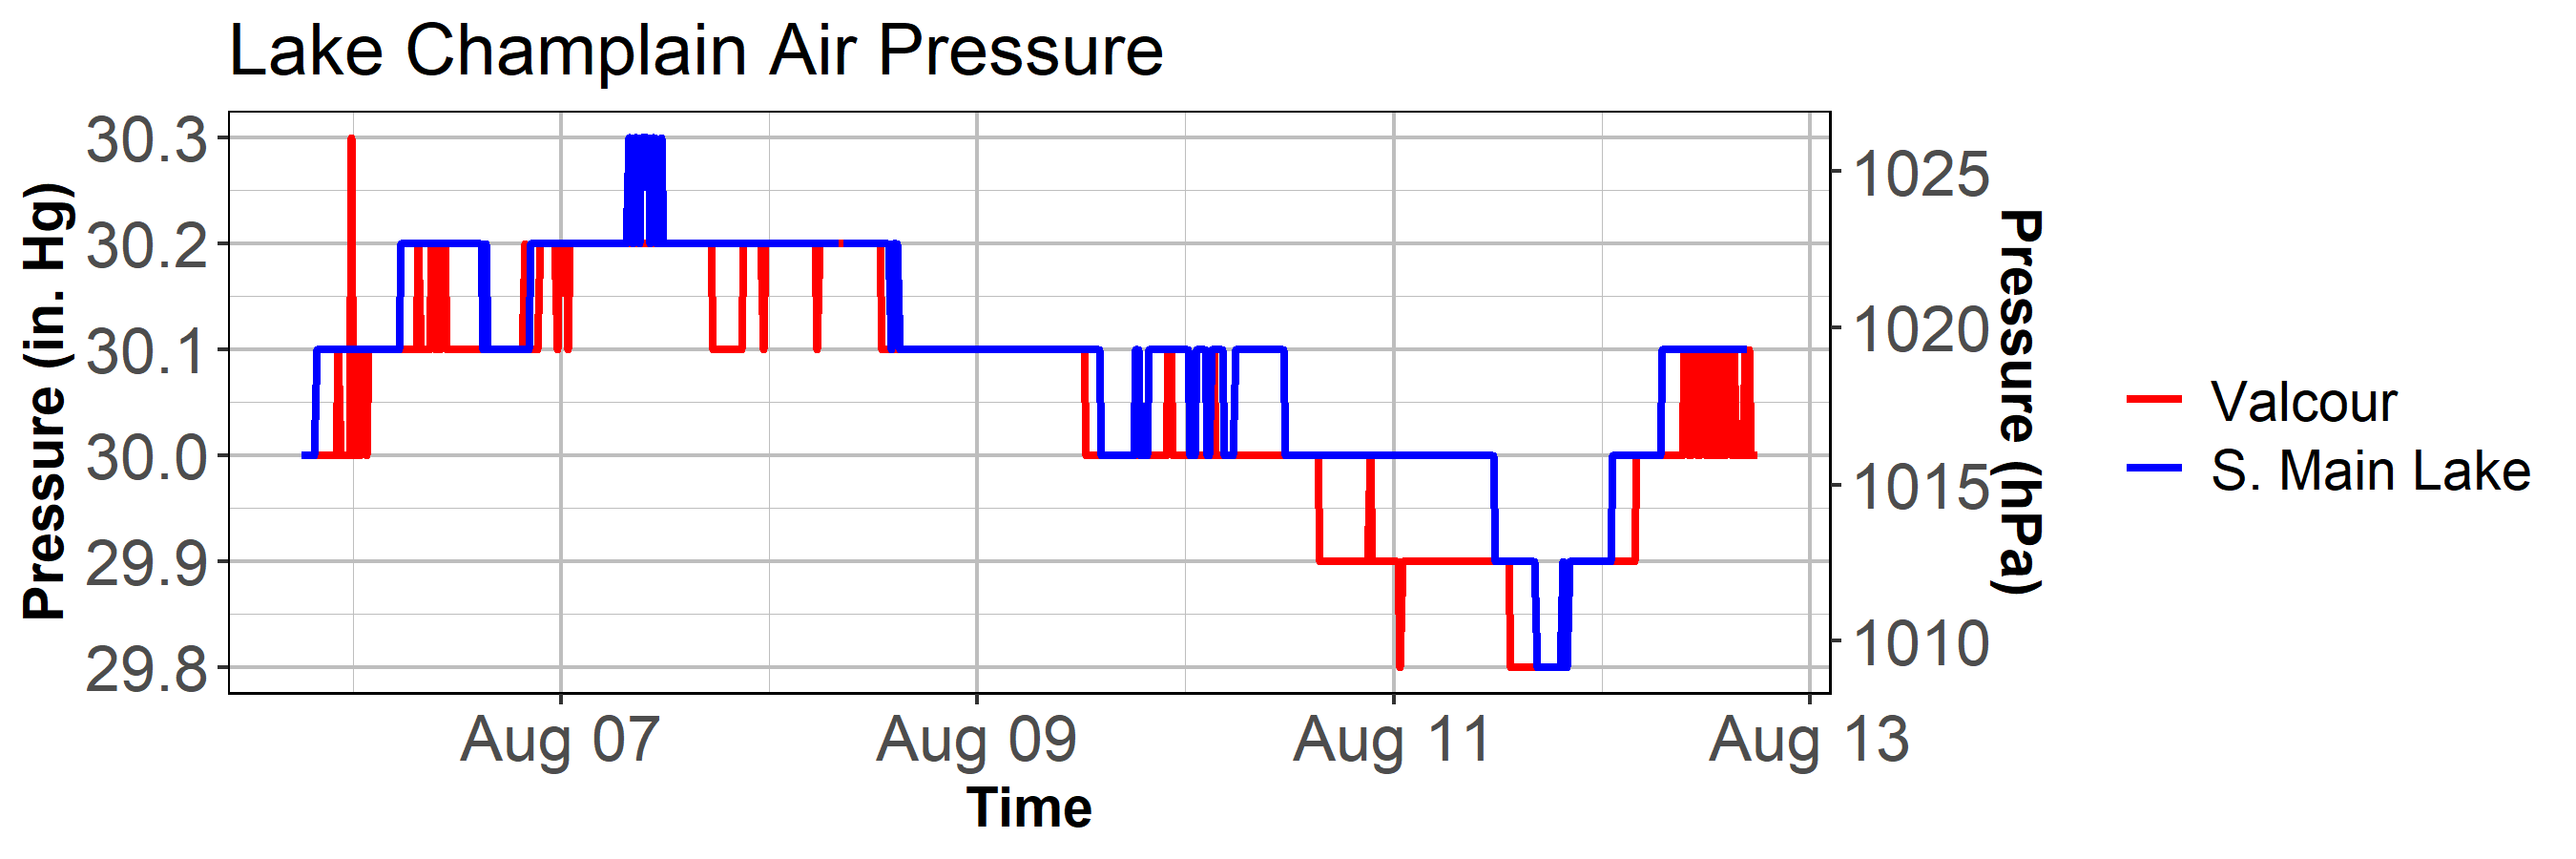 Lake Champlain Air Pressure
Pressure (in. Hg)
30.3
30.2
30.1
30.0
29.9
29.8
1025
1020
1015
1010
Pressure (hPa)
Aug 07
Aug 09
Aug 11
Aug 13
Time
Valcour
S. Main Lake